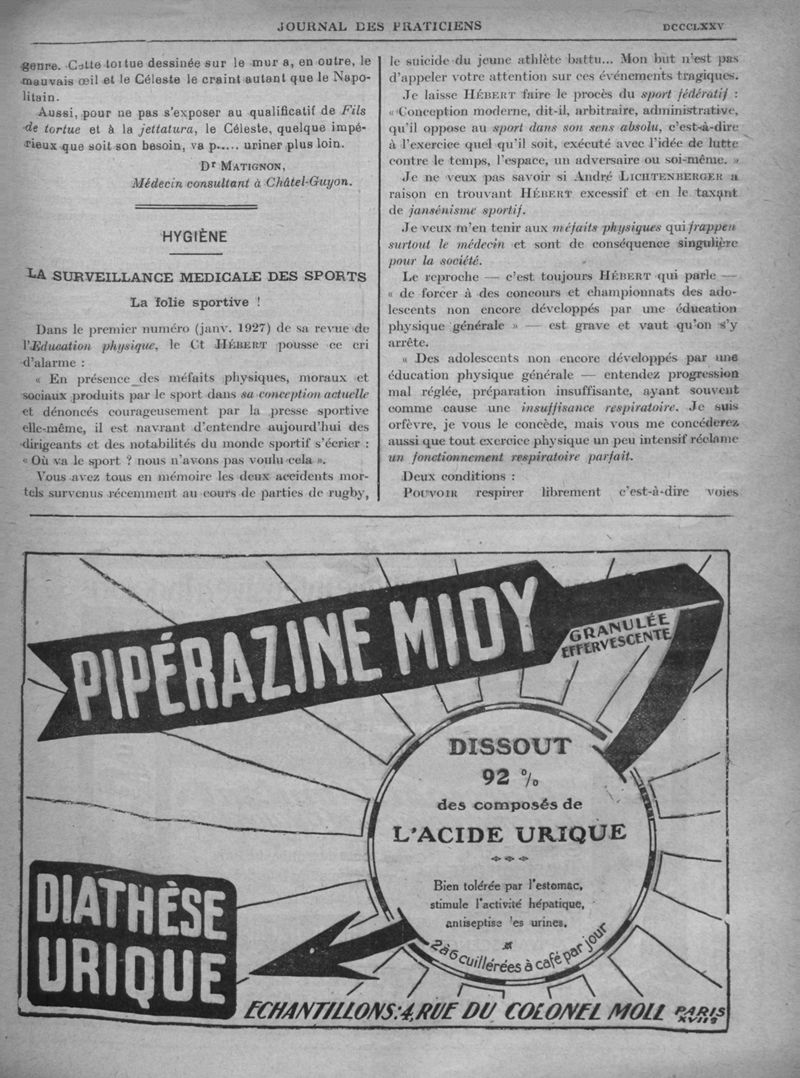 JOURNAL DES PRATICIENS
DCCCLXXV
genre. Cette tortue dessinée sur le mur a, en outre, le
mauvais œil et le Céleste le craint autant que le Napo-
litain.
Aussi, pour ne pas s'exposer au qualificatif de Fils
de tortue et à la jettatura, le Céleste, quelque impé-
rieux que soit son besoin, va p..... uriner plus loin.
Dr MATIGNON,
Médecin consultant à Châtel-Guyon.
HYGIÈNE
LA SURVEILLANCE MEDICALE DES SPORTS
La folie sportive !
Dans le premier numéro (janv. 1927) de sa revue de
l'Education physique, le Ct HÉBERT pousse ce cri
d'alarme :
« En présence des méfaits physiques, moraux et
sociaux produits par le sport dans sa conception actuelle
et dénoncés courageusement par la presse sportive
elle-même, il est navrant d'entendre aujourd'hui des
dirigeants et des notabilités du monde sportif s'écrier :
« Où va le sport ? nous n'avons pas voulu cela ».
Vous avez tous en mémoire les deux accidents mor-
tels survenus récemment au cours de parties de rugby,
le suicide du jeune athlète battu... Mon but n'est pas
d'appeler votre attention sur ces événements tragiques.
Je laisse HÉBERT faire le procès du sport fédératif :
« Conception moderne, dit-il, arbitraire, administrative,
qu'il oppose au sport dans son sens absolu, c'est-à-dire
à l'exercice quel qu'il soit, exécuté avec l'idée de lutte
contre le temps, l'espace, un adversaire ou soi-même. »
Je ne veux pas savoir si André LICHTENBERGER a
raison en trouvant HÉBERT excessif et en le taxant
de jansénisme sportif.
Je veux m'en tenir aux méfaits physiques qui frappen
surtout le médecin et sont de conséquence singulière
pour la société.
Le reproche — c'est toujours HÉBERT qui parle —
« de forcer à des concours et championnats des ado-
lescents non encore développés par une éducation
physique générale » — est grave et vaut qu'on s'y
arrête.
« Des adolescents non encore développés par une
éducation physique générale — entendez progression
mal réglée, préparation insuffisante, ayant souvent
comme cause une insuffisance respiratoire. Je suis
orfèvre, je vous le concède, mais vous me concéderez
aussi que tout exercice physique un peu intensif réclame
un fonctionnement respiratoire parfait.
Deux conditions :
POUVOIR respirer librement c'est-à-dire voies
PIPÉRAZINE MIDY
GRANULÉE
EFFERVESCENTE
DISSOUT
92 %
des composés de
L'ACIDE URIQUE
Bien tolérée par l'estomac,
stimule l'activité hépatique,
antiseptise les urines.
2 à 6 cuillérées à café par jour
DIATHÈSE
URIQUE
ECHANTILLONS: 4, RUE DU COLONEL MOLL PARIS
XVIIe